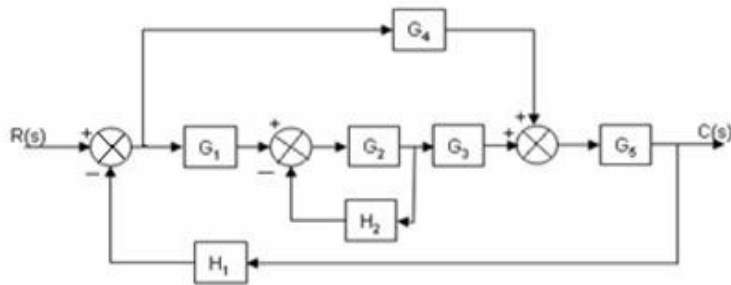 G4
R(s) + + + + C(s)
G1 G2 G3 G5
− −
H2
H1